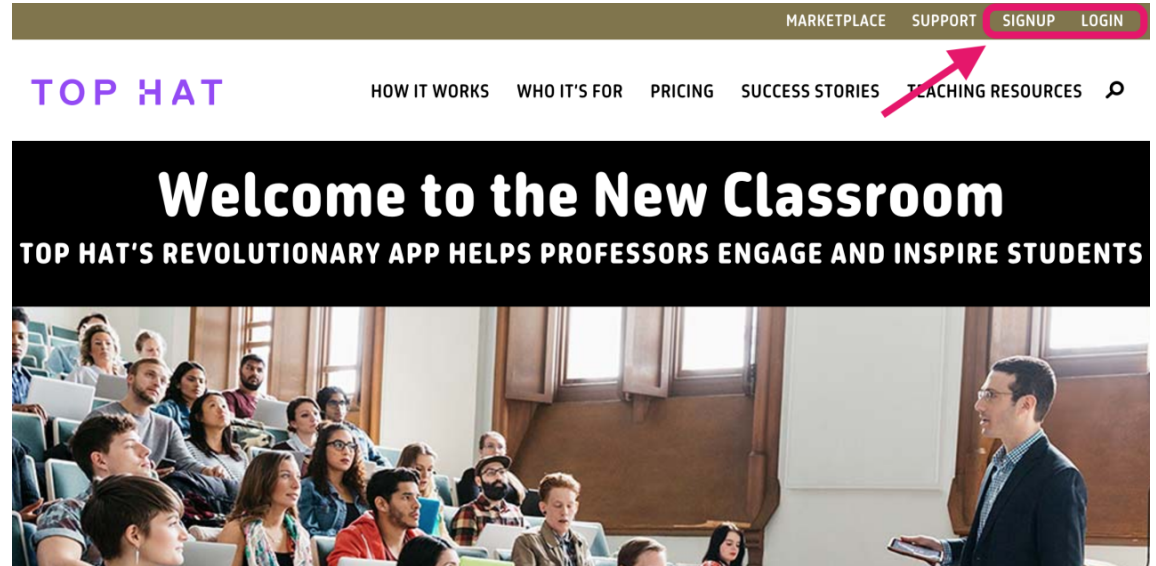 MARKETPLACE SUPPORT SIGNUP LOGIN
TOP HAT HOW IT WORKS WHO IT'S FOR PRICING SUCCESS STORIES TEACHING RESOURCES
Welcome to the New Classroom
TOP HAT'S REVOLUTIONARY APP HELPS PROFESSORS ENGAGE AND INSPIRE STUDENTS